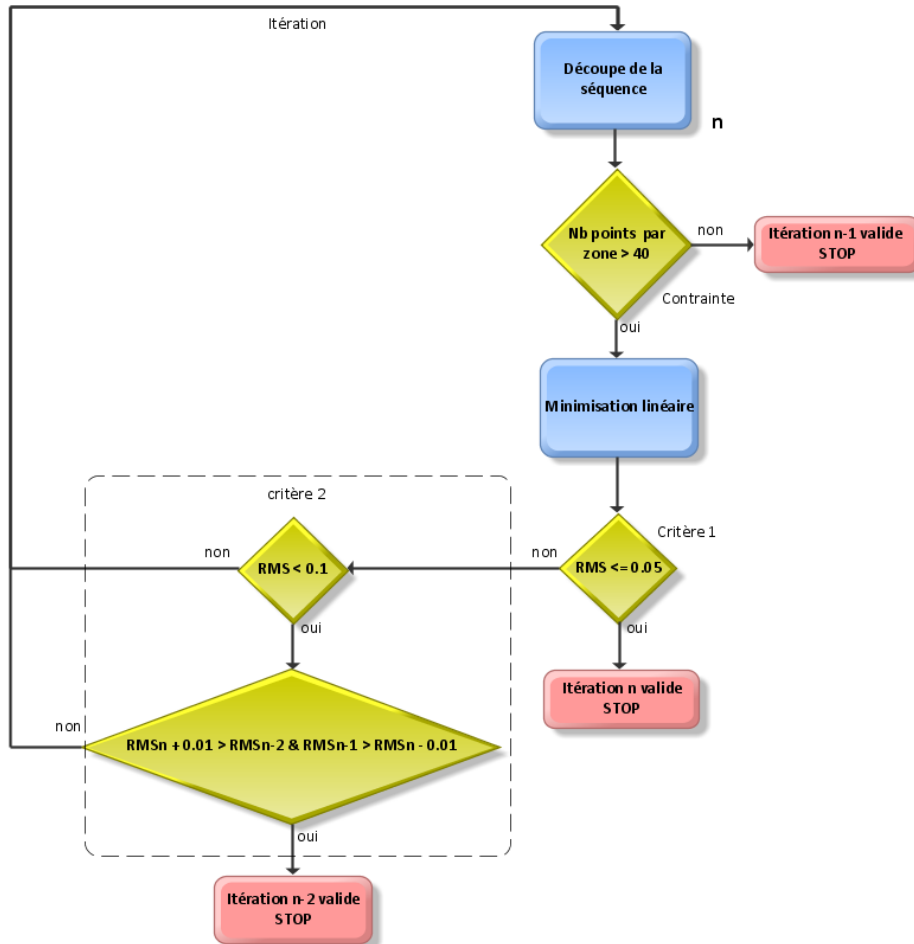 Itération
Découpe de la
séquence
n
Nb points par
zone > 40
non
Itération n-1 valide
STOP
Contrainte
oui
Minimisation linéaire
critère 2
Critère 1
non
RMS < 0.1
non
RMS <= 0.05
oui
oui
Itération n valide
STOP
non
RMSn + 0.01 > RMSn-2 & RMSn-1 > RMSn - 0.01
oui
Itération n-2 valide
STOP